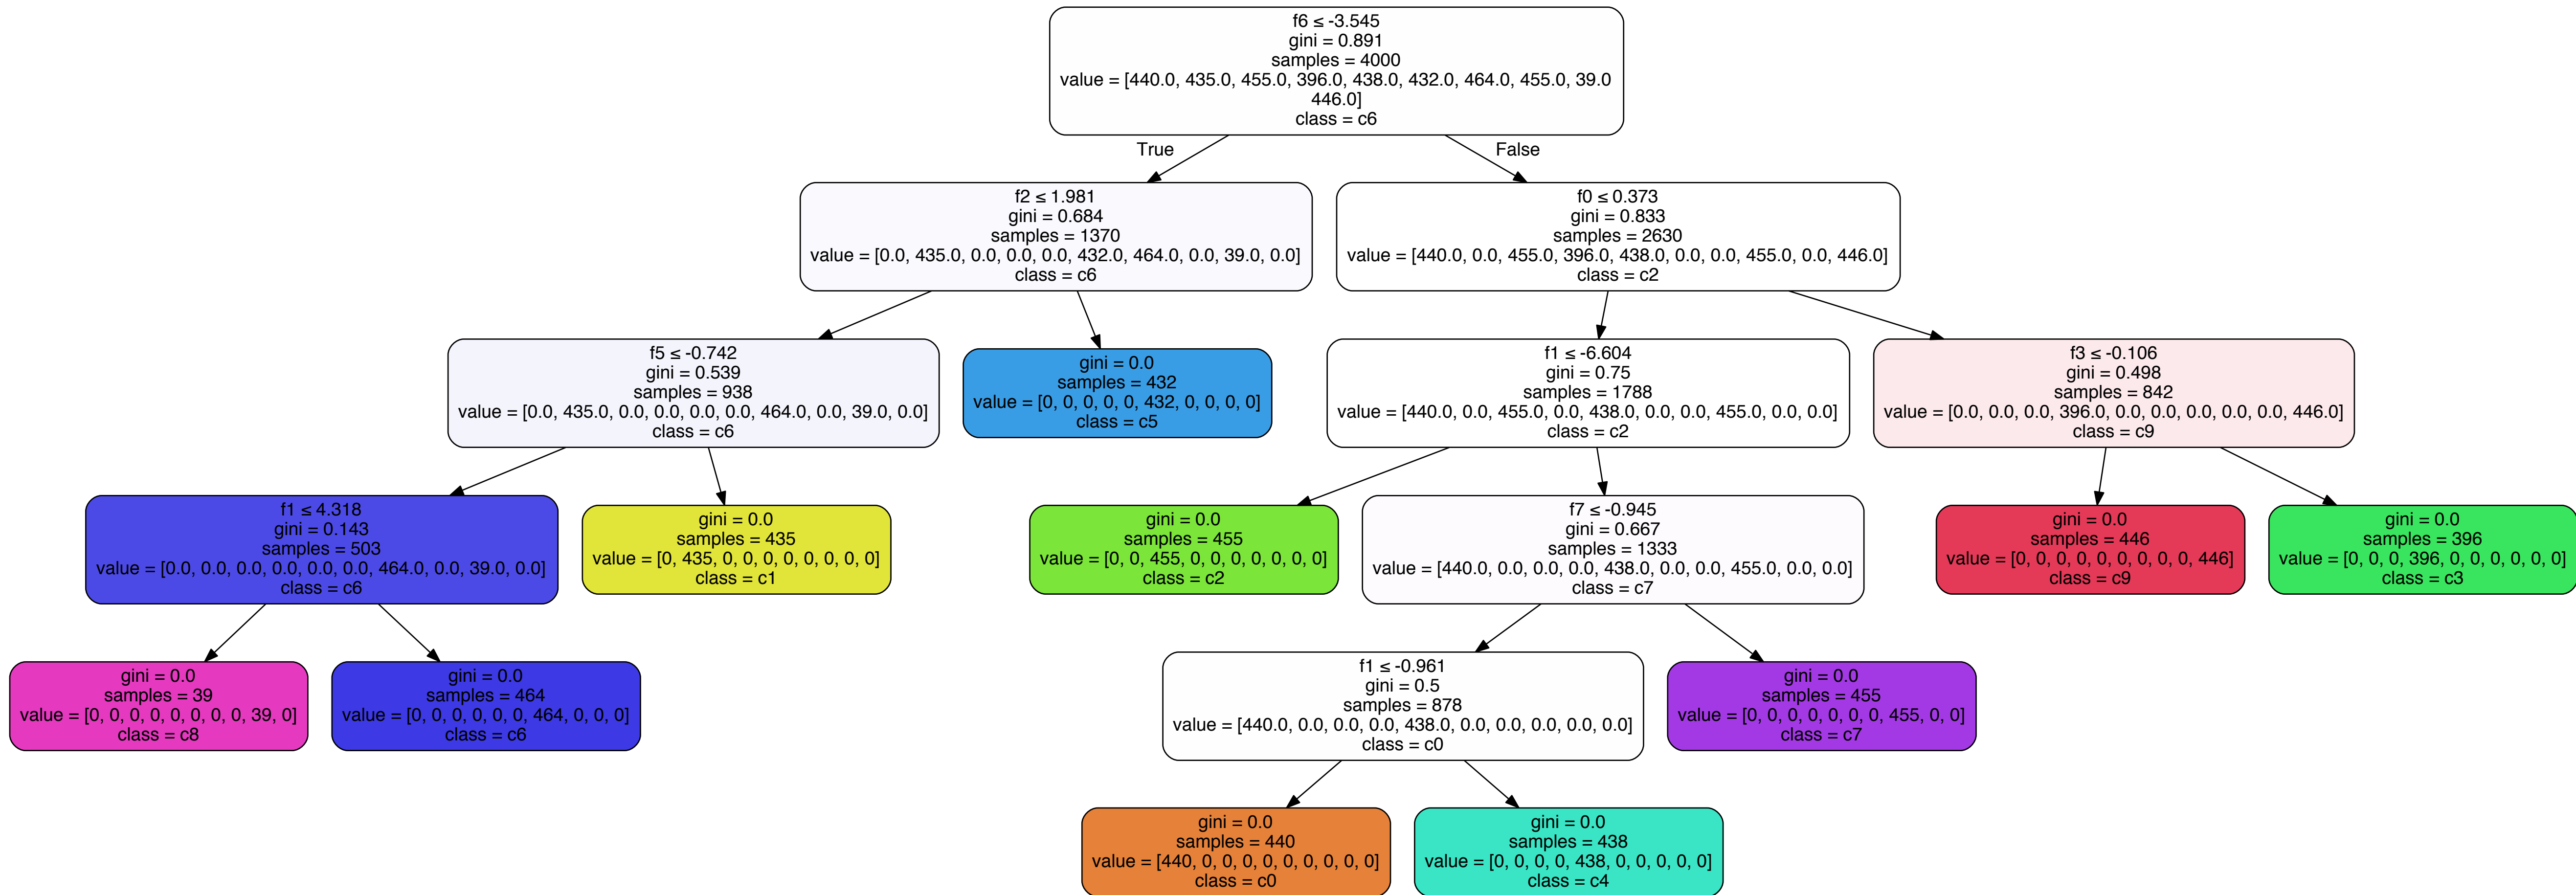 f6 ≤ -3.545
gini = 0.891
samples = 4000
value = [440.0, 435.0, 455.0, 396.0, 438.0, 432.0, 464.0, 455.0, 39.0
446.0]
class = c6
True
False
f2 ≤ 1.981
gini = 0.684
samples = 1370
value = [0.0, 435.0, 0.0, 0.0, 0.0, 432.0, 464.0, 0.0, 39.0, 0.0]
class = c6
f0 ≤ 0.373
gini = 0.833
samples = 2630
value = [440.0, 0.0, 455.0, 396.0, 438.0, 0.0, 0.0, 455.0, 0.0, 446.0]
class = c2
f5 ≤ -0.742
gini = 0.539
samples = 938
value = [0.0, 435.0, 0.0, 0.0, 0.0, 0.0, 464.0, 0.0, 39.0, 0.0]
class = c6
gini = 0.0
samples = 432
value = [0, 0, 0, 0, 0, 432, 0, 0, 0, 0]
class = c5
f1 ≤ -6.604
gini = 0.75
samples = 1788
value = [440.0, 0.0, 455.0, 0.0, 438.0, 0.0, 0.0, 455.0, 0.0, 0.0]
class = c2
f3 ≤ -0.106
gini = 0.498
samples = 842
value = [0.0, 0.0, 0.0, 396.0, 0.0, 0.0, 0.0, 0.0, 0.0, 446.0]
class = c9
f1 ≤ 4.318
gini = 0.143
samples = 503
value = [0.0, 0.0, 0.0, 0.0, 0.0, 0.0, 464.0, 0.0, 39.0, 0.0]
class = c6
gini = 0.0
samples = 435
value = [0, 435, 0, 0, 0, 0, 0, 0, 0, 0]
class = c1
gini = 0.0
samples = 455
value = [0, 0, 455, 0, 0, 0, 0, 0, 0, 0]
class = c2
f7 ≤ -0.945
gini = 0.667
samples = 1333
value = [440.0, 0.0, 0.0, 0.0, 438.0, 0.0, 0.0, 455.0, 0.0, 0.0]
class = c7
gini = 0.0
samples = 446
value = [0, 0, 0, 0, 0, 0, 0, 0, 0, 446]
class = c9
gini = 0.0
samples = 396
value = [0, 0, 0, 396, 0, 0, 0, 0, 0, 0]
class = c3
gini = 0.0
samples = 39
value = [0, 0, 0, 0, 0, 0, 0, 0, 39, 0]
class = c8
gini = 0.0
samples = 464
value = [0, 0, 0, 0, 0, 0, 464, 0, 0, 0]
class = c6
f1 ≤ -0.961
gini = 0.5
samples = 878
value = [440.0, 0.0, 0.0, 0.0, 438.0, 0.0, 0.0, 0.0, 0.0, 0.0]
class = c0
gini = 0.0
samples = 455
value = [0, 0, 0, 0, 0, 0, 0, 455, 0, 0]
class = c7
gini = 0.0
samples = 440
value = [440, 0, 0, 0, 0, 0, 0, 0, 0, 0]
class = c0
gini = 0.0
samples = 438
value = [0, 0, 0, 0, 438, 0, 0, 0, 0, 0]
class = c4